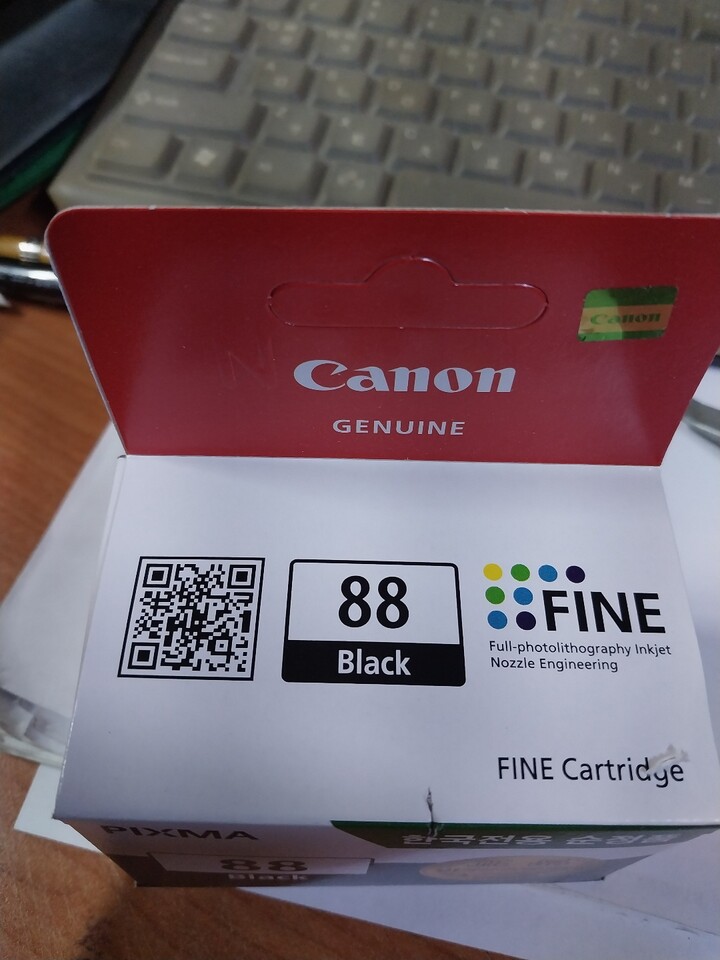 Canon
Canon
GENUINE
88
Black
FINE
Full-photolithography Inkjet
Nozzle Engineering
FINE Cartridge
PIXMA
88
Black